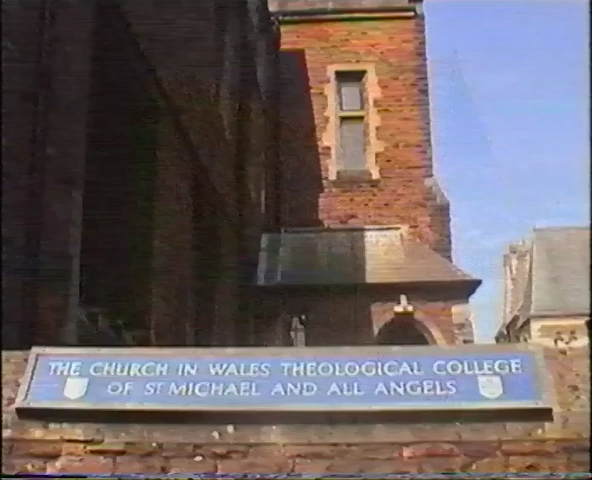 THE CHURCH IN WALES THEOLOGICAL COLLEGE
OF ST MICHAEL AND ALL ANGELS